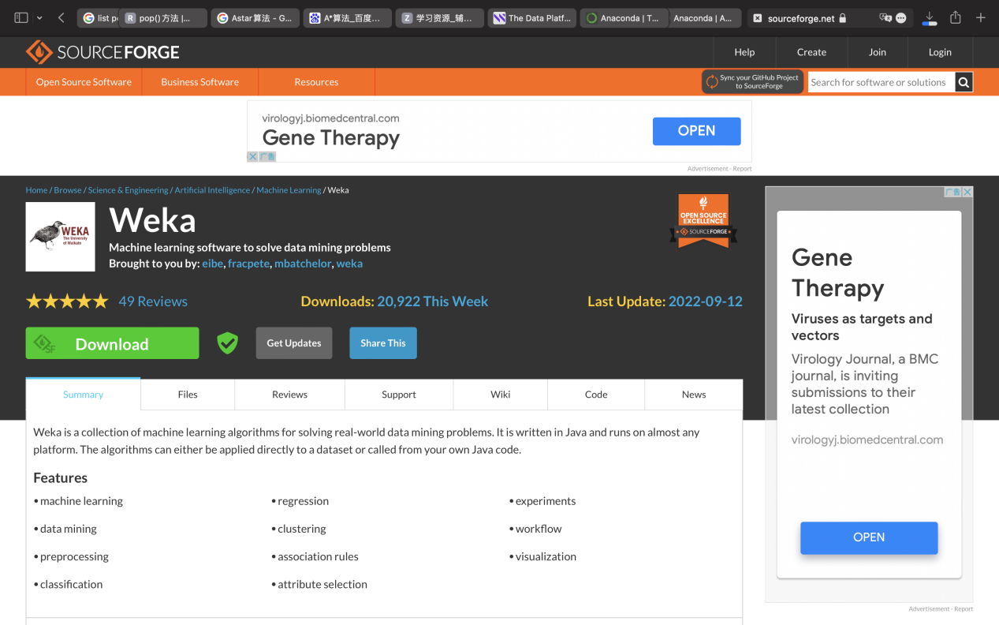 list p
pop()方法 |...
Astar算法 - G...
A*算法_百度...
学习资源_辅...
The Data Platf...
Anaconda | T...
Anaconda | A...
sourceforge.net
SOURCEFORGE
Help
Create
Join
Login
Open Source Software
Business Software
Resources
Sync your GitHub Project
to SourceForge
Search for software or solutions
virologyj.biomedcentral.com
Gene Therapy
OPEN
广告
Advertisement - Report
Home / Browse / Science & Engineering / Artificial Intelligence / Machine Learning / Weka
WEKA
The University
of Waikato
Weka
Machine learning software to solve data mining problems
Brought to you by: eibe, fracpete, mbatchelor, weka
OPEN SOURCE
EXCELLENCE
SOURCEFORGE
49 Reviews
Downloads: 20,922 This Week
Last Update: 2022-09-12
SF
Download
Get Updates
Share This
Summary
Files
Reviews
Support
Wiki
Code
News
Weka is a collection of machine learning algorithms for solving real-world data mining problems. It is written in Java and runs on almost any
platform. The algorithms can either be applied directly to a dataset or called from your own Java code.
Features
• machine learning
• regression
• experiments
• data mining
• clustering
• workflow
• preprocessing
• association rules
• visualization
• classification
• attribute selection
广告
Gene
Therapy
Viruses as targets and
vectors
Virology Journal, a BMC
journal, is inviting
submissions to their
latest collection
virologyj.biomedcentral.com
OPEN
Advertisement - Report